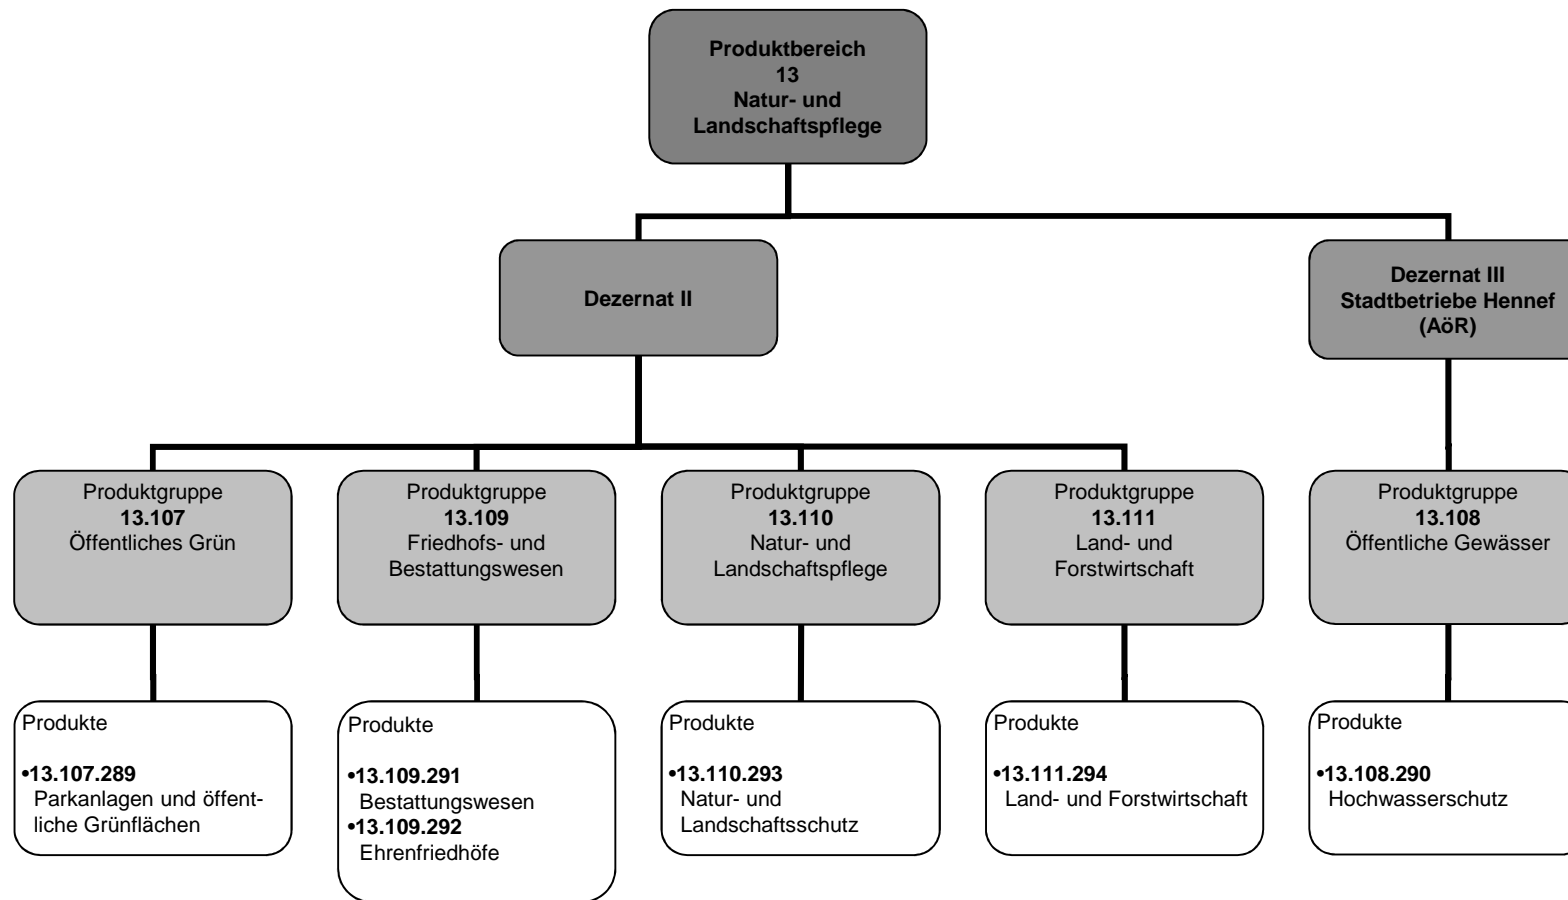 Produktbereich
13
Natur- und
Landschaftspflege
Dezernat II
Dezernat III
Stadtbetriebe Hennef
(AöR)
Produktgruppe
13.107
Öffentliches Grün
Produktgruppe
13.109
Friedhofs- und
Bestattungswesen
Produktgruppe
13.110
Natur- und
Landschaftspflege
Produktgruppe
13.111
Land- und
Forstwirtschaft
Produktgruppe
13.108
Öffentliche Gewässer
Produkte
•13.107.289
Parkanlagen und öffent-
liche Grünflächen
Produkte
•13.109.291
Bestattungswesen
•13.109.292
Ehrenfriedhöfe
Produkte
•13.110.293
Natur- und
Landschaftsschutz
Produkte
•13.111.294
Land- und Forstwirtschaft
Produkte
•13.108.290
Hochwasserschutz